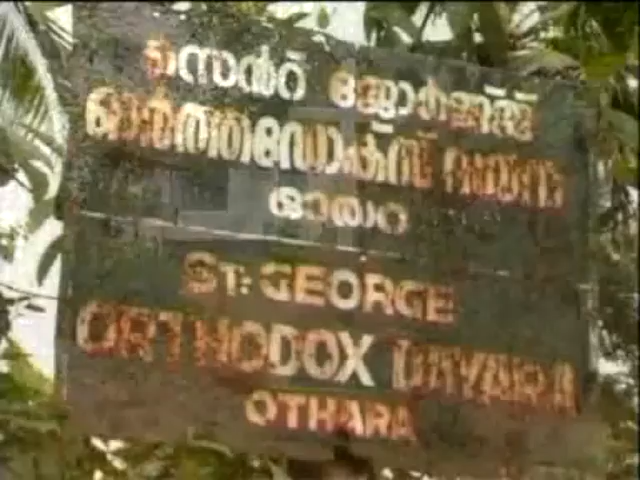 സെന്റ് ജോർജ്ജ്
ഓർത്തഡോക്സ് ദയറാ
ഓതറ
ST: GEORGE
ORTHODOX DAYARA
OTHARA